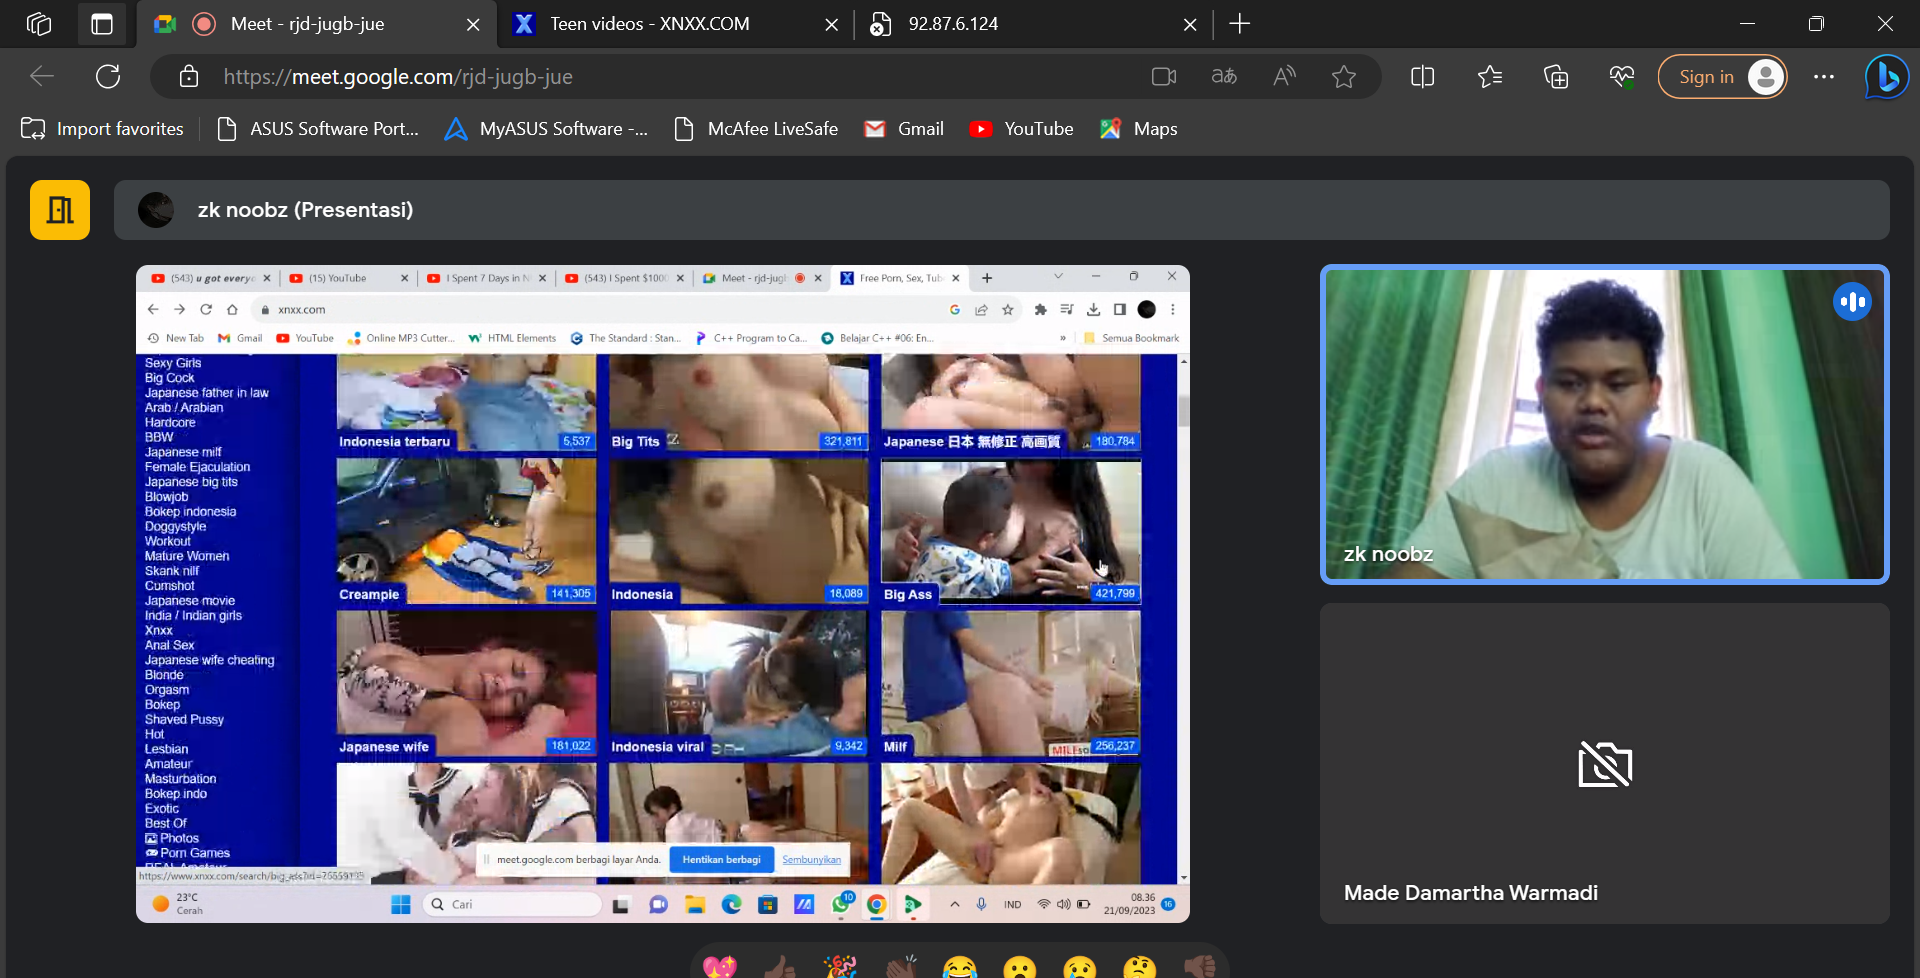 Meet - rjd-jugb-jue
Teen videos - XNXX.COM
92.87.6.124
https://meet.google.com/rjd-jugb-jue
Sign in
Import favorites
ASUS Software Port...
MyASUS Software -...
McAfee LiveSafe
Gmail
YouTube
Maps
zk noobz (Presentasi)
(543) u got every
(15) YouTube
I Spent 7 Days in
(543) I Spent $100
Meet - rjd-jugb
Free Porn, Sex, Tub
xnxx.com
New Tab
Gmail
YouTube
Online MP3 Cutter...
HTML Elements
The Standard : Stan...
C++ Program to Ca...
Belajar C++ #06: En...
»
Semua Bookmark
Sexy Girls
Big Cock
Japanese father in law
Arab / Arabian
Hardcore
BBW
Japanese milf
Female Ejaculation
Japanese big tits
Blowjob
Bokep indonesia
Doggystyle
Workout
Mature Women
Skank nilf
Cumshot
Japanese movie
India / Indian girls
Xnxx
Anal Sex
Japanese wife cheating
Blonde
Orgasm
Bokep
Shaved Pussy
Hot
Lesbian
Amateur
Masturbation
Bokep indo
Exotic
Best Of
Photos
Porn Games
Indonesia terbaru 5,537
Big Tits 321,811
Japanese 日本 無修正 高画質 180,784
Creampie 141,305
Indonesia 18,089
Big Ass 421,799
Japanese wife 181,022
Indonesia viral 9,342
Milf 256,237
meet.google.com berbagi layar Anda.
Hentikan berbagi
Sembunyikan
23°C
Cerah
Cari
10
IND
08.36
21/09/2023
16
zk noobz
Made Damartha Warmadi